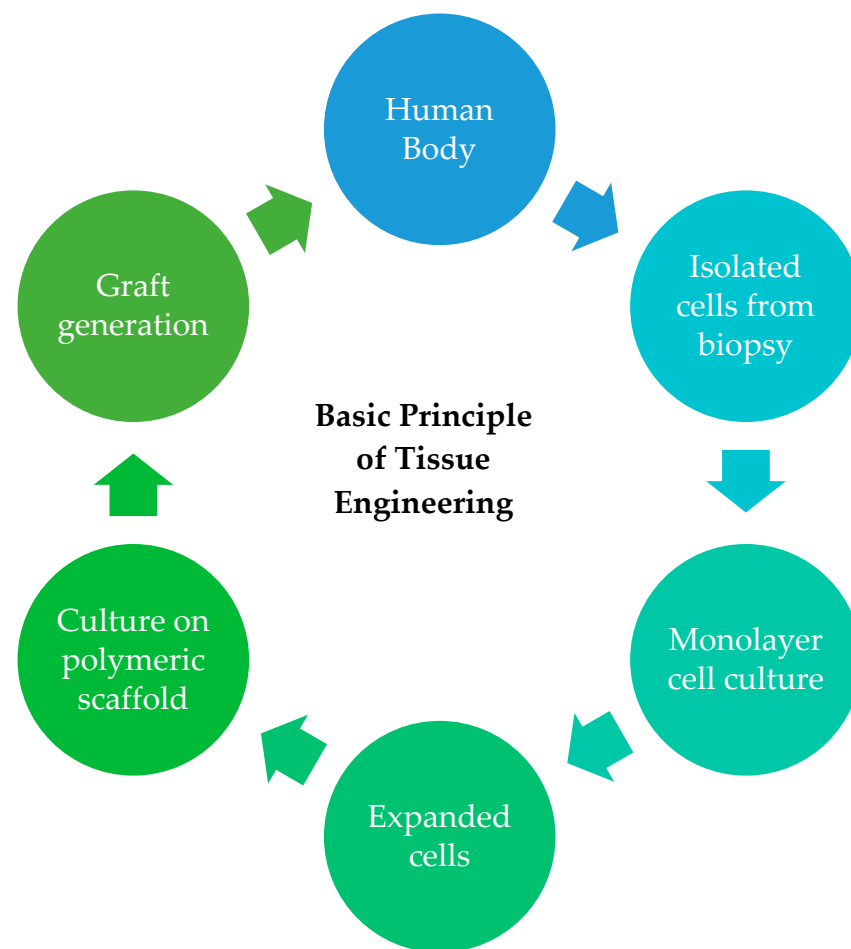 Human
Body
Isolated
cells from
biopsy
Monolayer
cell culture
Expanded
cells
Culture on
polymeric
scaffold
Graft
generation
Basic Principle
of Tissue
Engineering